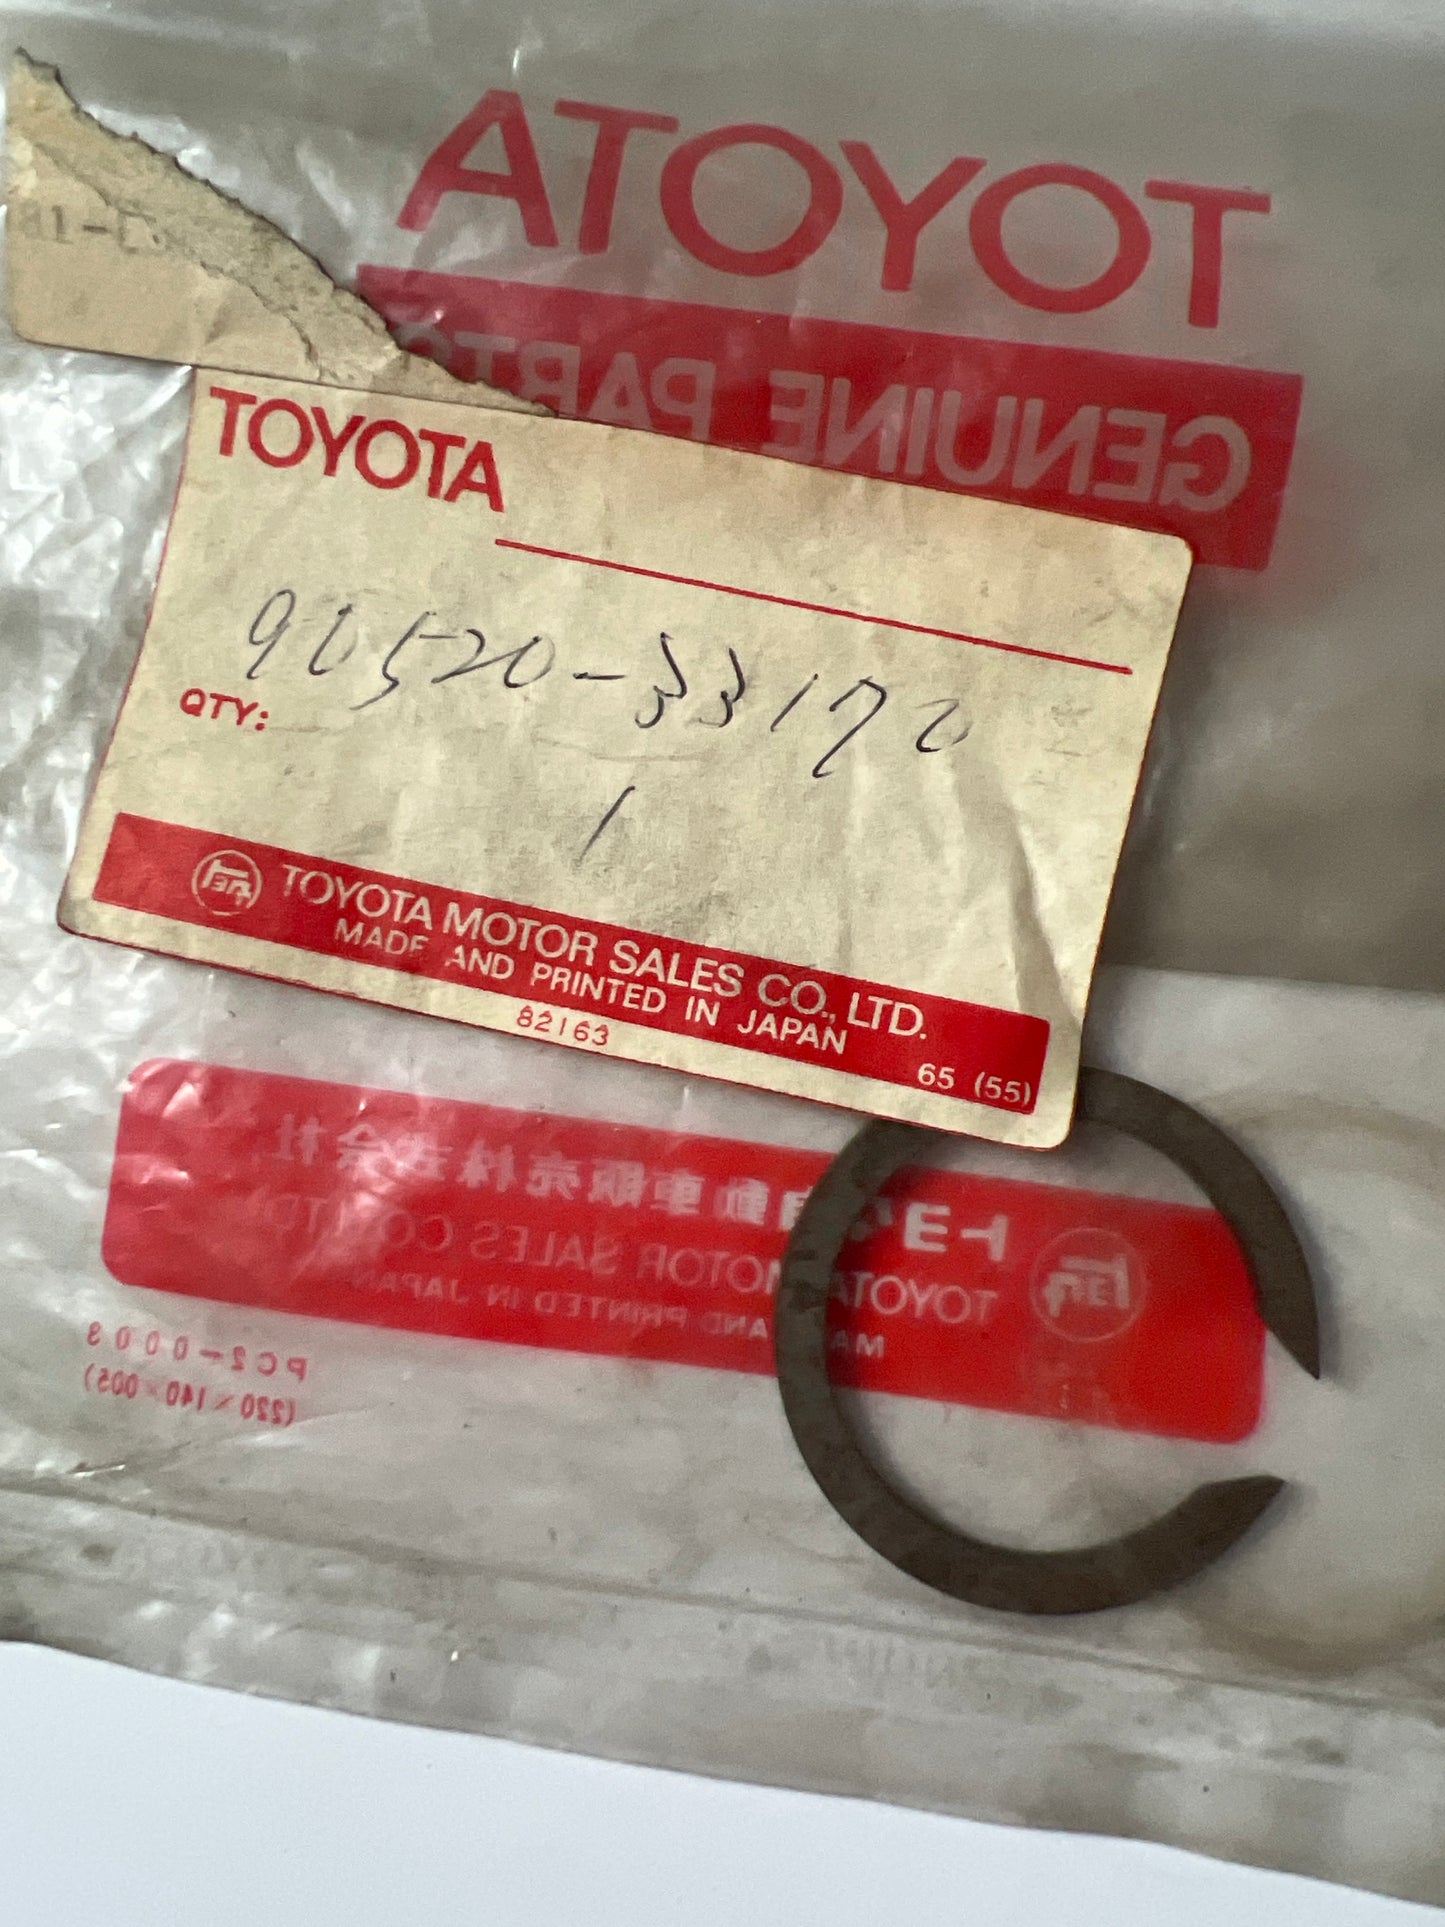 TOYOTA
GENUINE PARTS
TOYOTA
90520-33170
QTY:
1
TEQ TOYOTA MOTOR SALES CO., LTD.
MADE AND PRINTED IN JAPAN
82163
65 (55)
トヨタ自動車販売株式会社
TOYOTA MOTOR SALES CO., LTD.
MADE AND PRINTED IN JAPAN
PC2-0003
(220×140×005)